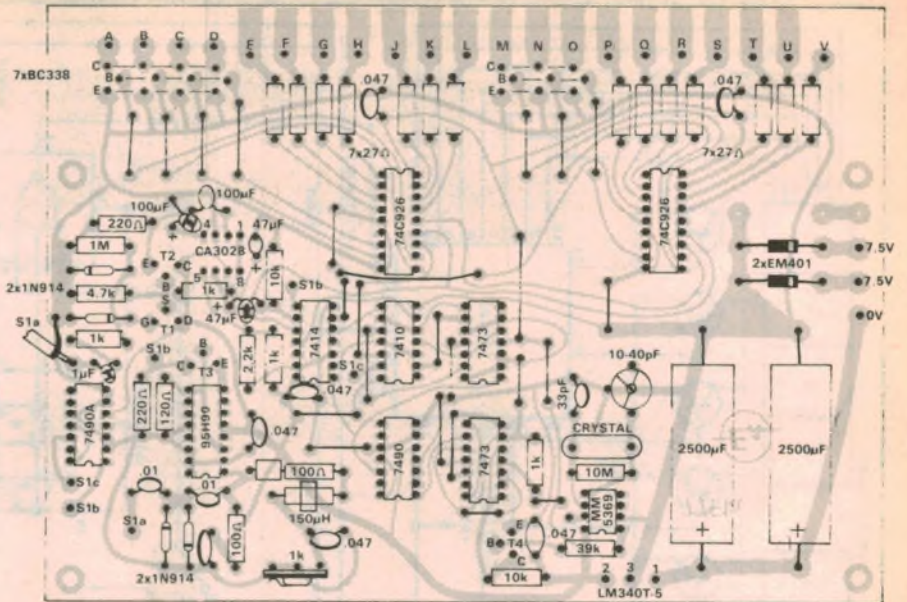 A B C D E F G H J K L M N O P Q R S T U V
7xBC338
C
B
E
.047
C
B
E
.047
7x27Ω
7x27Ω
100µF
100µF
4
1
47µF
220Ω
CA3028
74C926
74C926
1M
E T2 C
5
8
10k
7.5V
2xEM401
2x1N914
B
S
1k
S1b
7.5V
4.7k
47µF
0V
S1a
G T1 D
1k
S1b
B
C
E
T3
2.2k
1k
7414
S1c
7410
7473
10-40pF
1µF
33pF
7490A
220Ω
120Ω
95H90
.047
.047
CRYSTAL
2500µF
2500µF
7490
7473
1k
10M
.01
100Ω
S1c
.01
150µH
MM
5369
S1b
S1a
100Ω
.047
E
B T4
C
.047
39k
2x1N914
1k
10k
2 3 1
LM340T-5
+
+